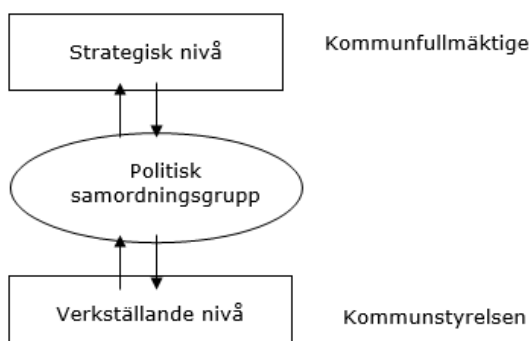 Strategisk nivå
Kommunfullmäktige
Politisk
samordningsgrupp
Verkställande nivå
Kommunstyrelsen